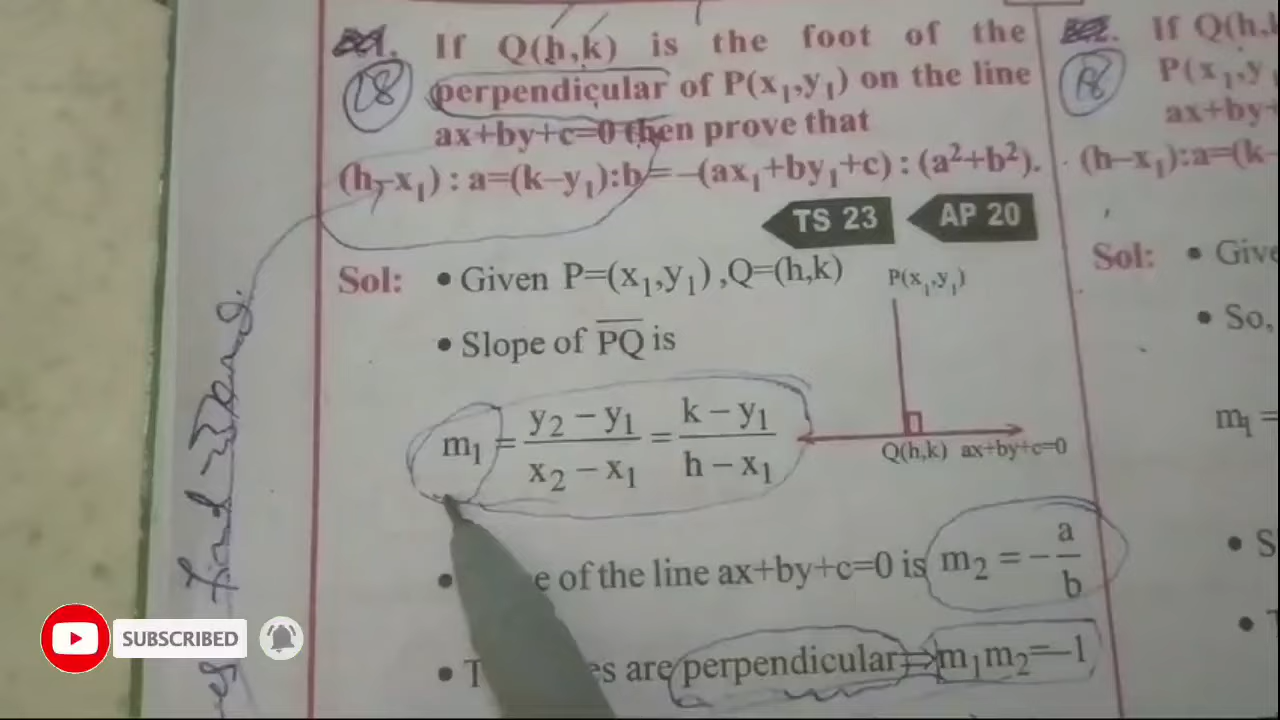 If Q(h,k) is the foot of the
18
perpendicular of P(x₁,y₁) on the line
ax+by+c=0 then prove that
(h–x₁) : a=(k–y₁):b=–(ax₁+by₁+c) : (a²+b²).
TS 23
AP 20
Sol: • Given P=(x₁,y₁) ,Q=(h,k)
P(x₁,y₁)
• Slope of PQ is
m₁ = (y₂ – y₁)/(x₂ – x₁) = (k – y₁)/(h – x₁)
Q(h,k) ax+by+c=0
of the line ax+by+c=0 is m₂ = –a/b
are perpendicular⇒m₁m₂=–1
SUBSCRIBED
If Q(h,
18
P(x₁,y
ax+by+
(h–x₁):a=(k–
Sol: • Give
• So,
m₁ =
• S